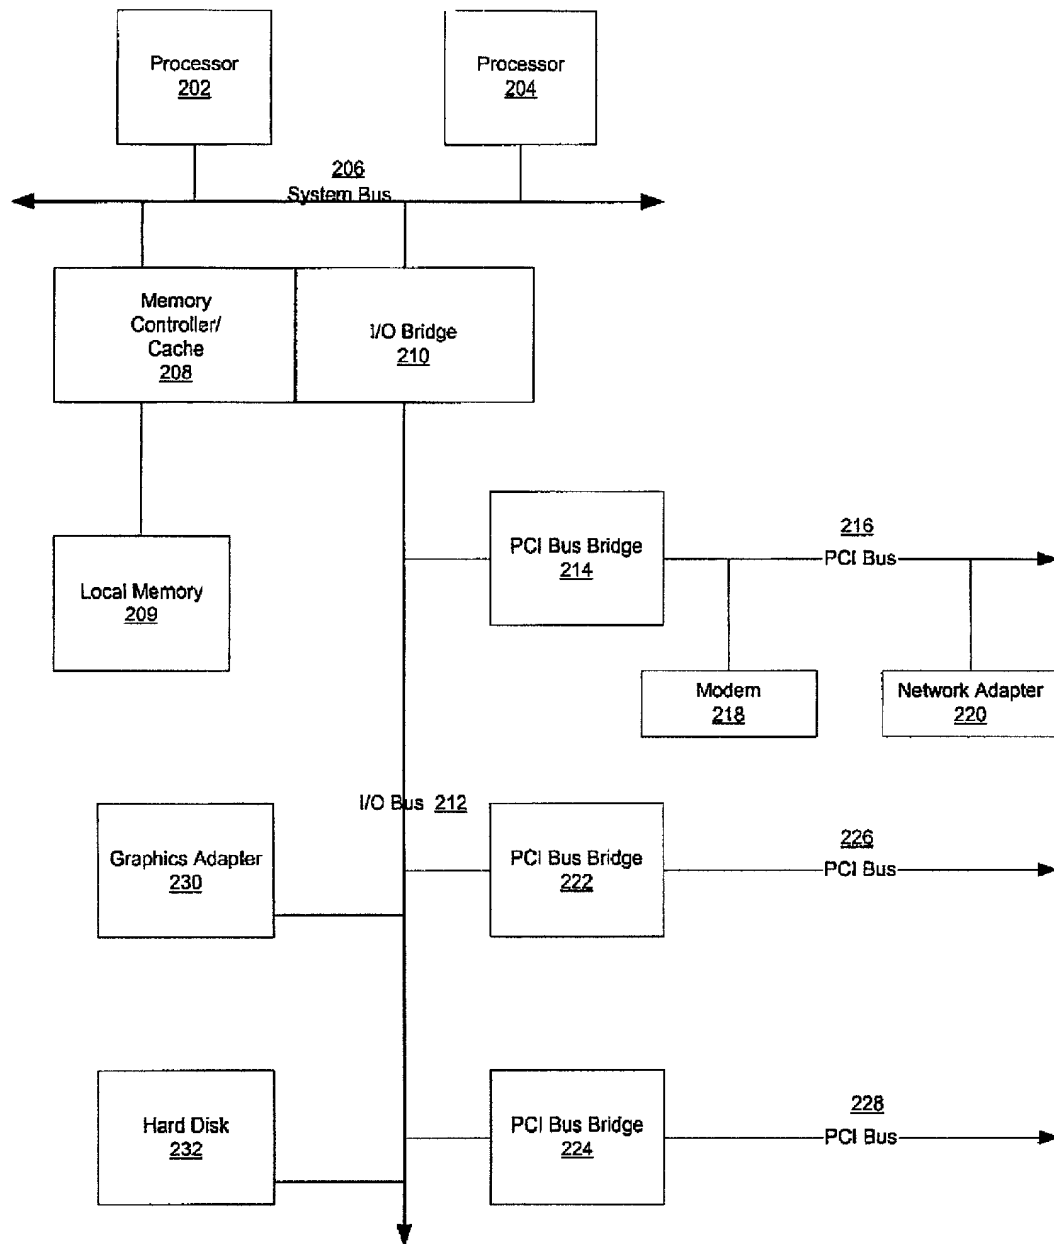 Processor
202
Processor
204
206
System Bus
Memory
Controller/
Cache
208
I/O Bridge
210
PCI Bus Bridge
214
216
PCI Bus
Local Memory
209
Modem
218
Network Adapter
220
I/O Bus 212
Graphics Adapter
230
PCI Bus Bridge
222
226
PCI Bus
Hard Disk
232
PCI Bus Bridge
224
228
PCI Bus